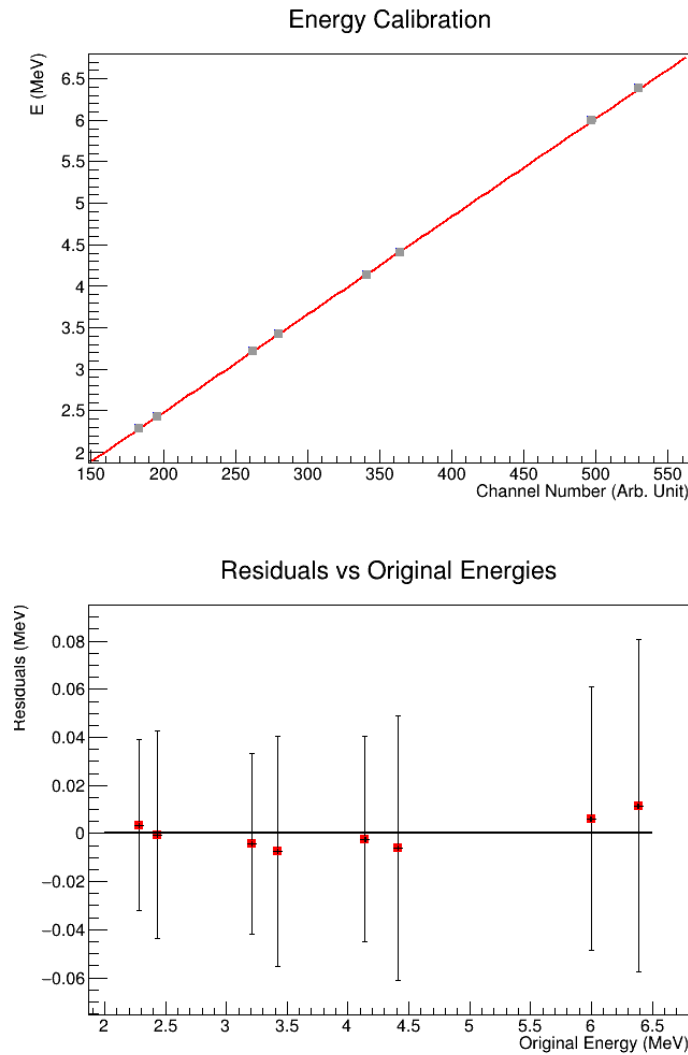 Energy Calibration
E (MeV)
6.5
6
5.5
5
4.5
4
3.5
3
2.5
2
150 200 250 300 350 400 450 500 550
Channel Number (Arb. Unit)
Residuals vs Original Energies
Residuals (MeV)
0.08
0.06
0.04
0.02
0
−0.02
−0.04
−0.06
2 2.5 3 3.5 4 4.5 5 5.5 6 6.5
Original Energy (MeV)